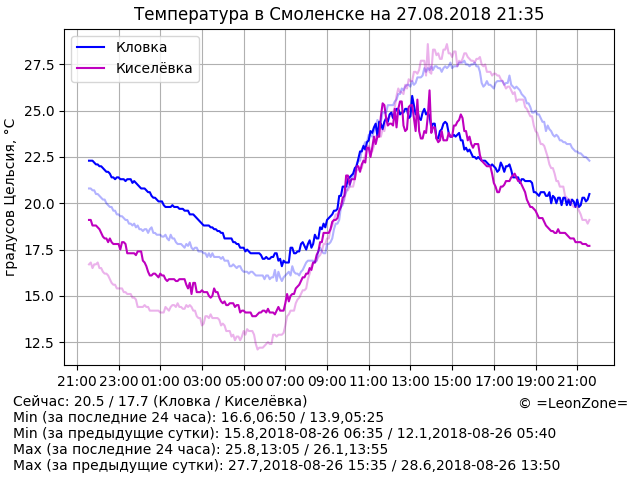 Температура в Смоленске на 27.08.2018 21:35
Кловка
Киселёвка
градусов Цельсия, °C
27.5
25.0
22.5
20.0
17.5
15.0
12.5
21:00 23:00 01:00 03:00 05:00 07:00 09:00 11:00 13:00 15:00 17:00 19:00 21:00
Сейчас: 20.5 / 17.7 (Кловка / Киселёвка)
© =LeonZone=
Min (за последние 24 часа): 16.6,06:50 / 13.9,05:25
Min (за предыдущие сутки): 15.8,2018-08-26 06:35 / 12.1,2018-08-26 05:40
Max (за последние 24 часа): 25.8,13:05 / 26.1,13:55
Max (за предыдущие сутки): 27.7,2018-08-26 15:35 / 28.6,2018-08-26 13:50